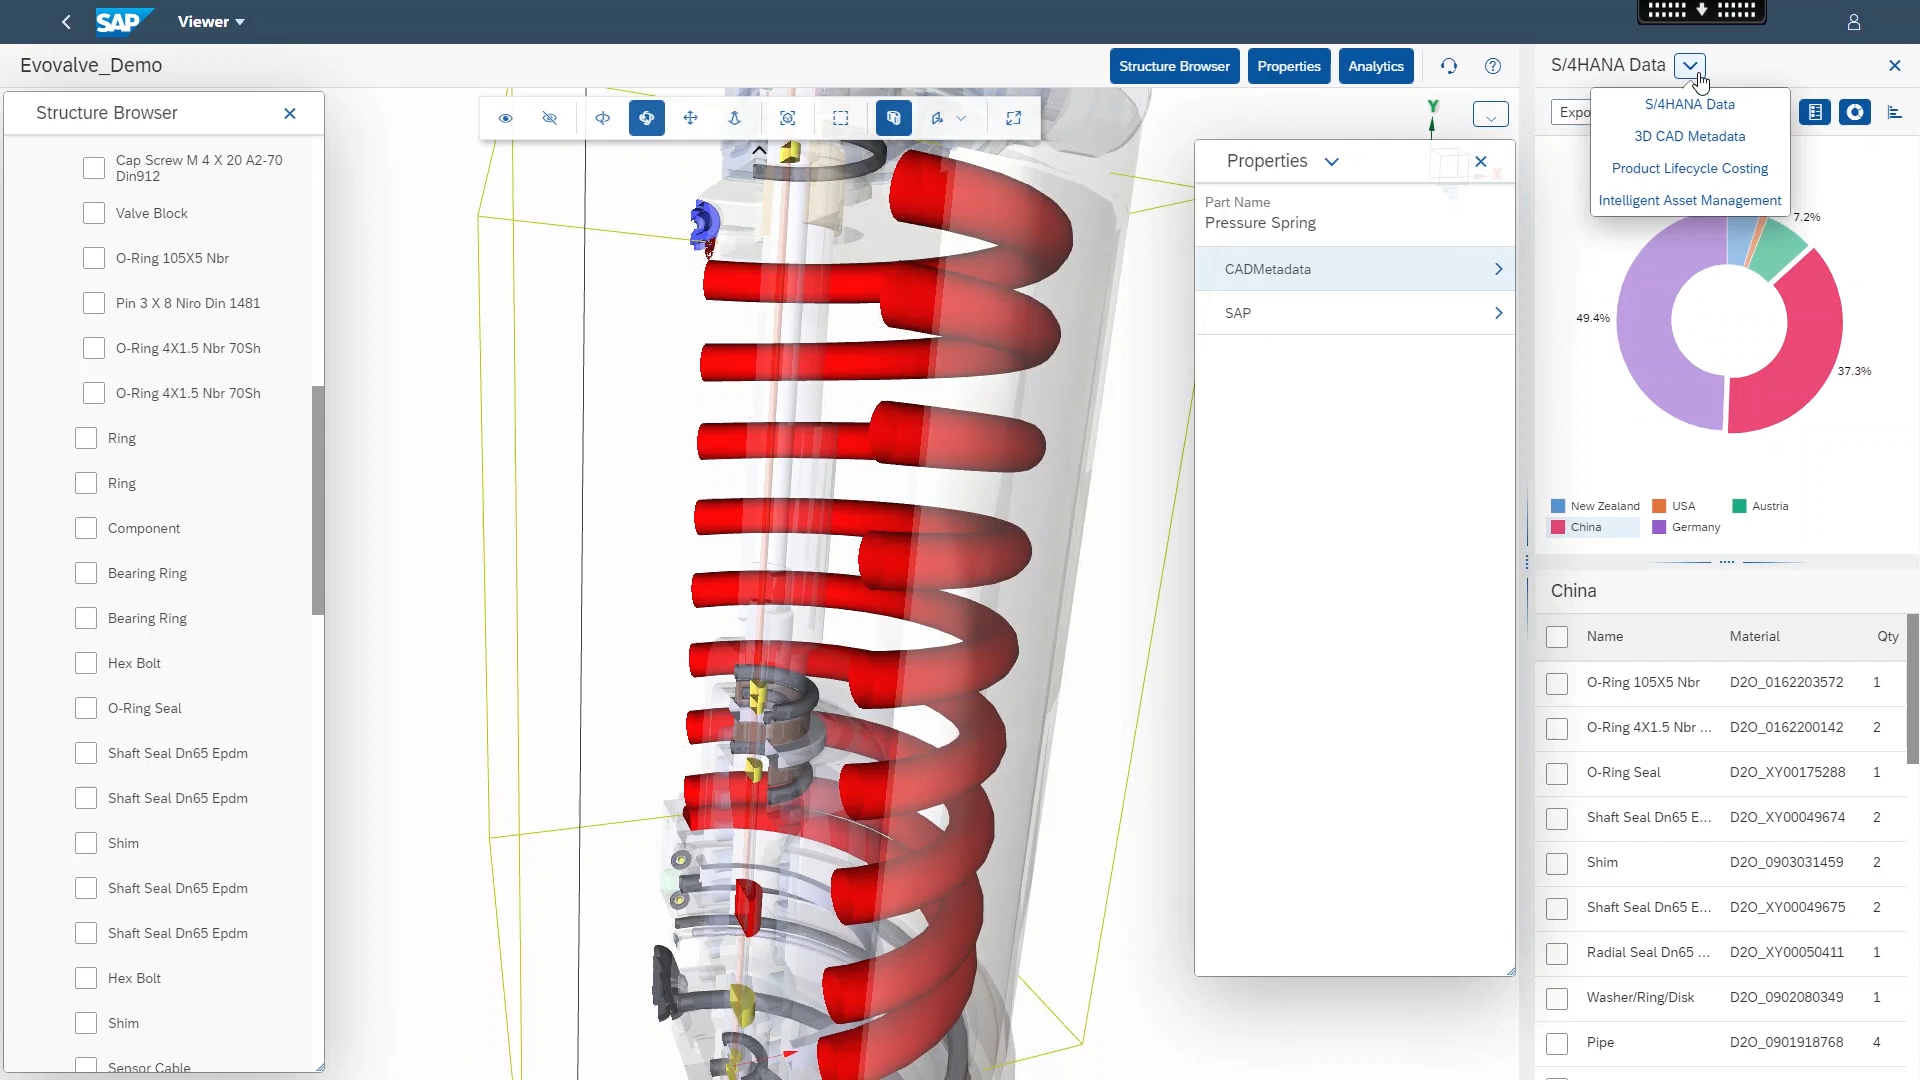 SAP
Viewer
Evovalve_Demo
Structure Browser
Properties
Analytics
S/4HANA Data
Structure Browser
Cap Screw M 4 X 20 A2-70
Din912
Valve Block
O-Ring 105X5 Nbr
Pin 3 X 8 Niro Din 1481
O-Ring 4X1.5 Nbr 70Sh
O-Ring 4X1.5 Nbr 70Sh
Ring
Ring
Component
Bearing Ring
Bearing Ring
Hex Bolt
O-Ring Seal
Shaft Seal Dn65 Epdm
Shaft Seal Dn65 Epdm
Shim
Shaft Seal Dn65 Epdm
Shaft Seal Dn65 Epdm
Hex Bolt
Shim
Sensor Cable
Y
X
Properties
Part Name
Pressure Spring
CADMetadata
SAP
Expo
S/4HANA Data
3D CAD Metadata
Product Lifecycle Costing
Intelligent Asset Management
7.2%
49.4%
37.3%
New Zealand
USA
Austria
China
Germany
China
Name Material Qty
O-Ring 105X5 Nbr D2O_0162203572 1
O-Ring 4X1.5 Nbr ... D2O_0162200142 2
O-Ring Seal D2O_XY00175288 1
Shaft Seal Dn65 E... D2O_XY00049674 2
Shim D2O_0903031459 2
Shaft Seal Dn65 E... D2O_XY00049675 2
Radial Seal Dn65 ... D2O_XY00050411 1
Washer/Ring/Disk D2O_0902080349 1
Pipe D2O_0901918768 4